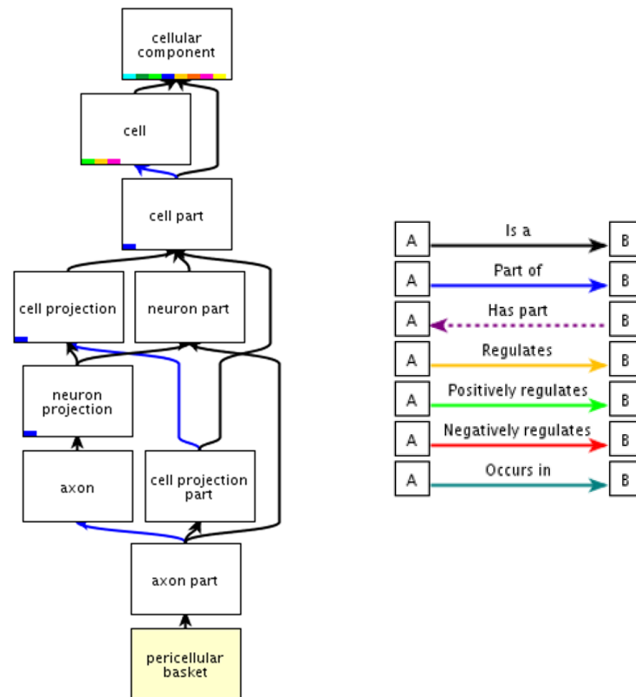 cellular
component
cell
cell part
cell projection
neuron part
neuron
projection
axon
cell projection
part
axon part
pericellular
basket
A Is a B
A Part of B
A Has part B
A Regulates B
A Positively regulates B
A Negatively regulates B
A Occurs in B